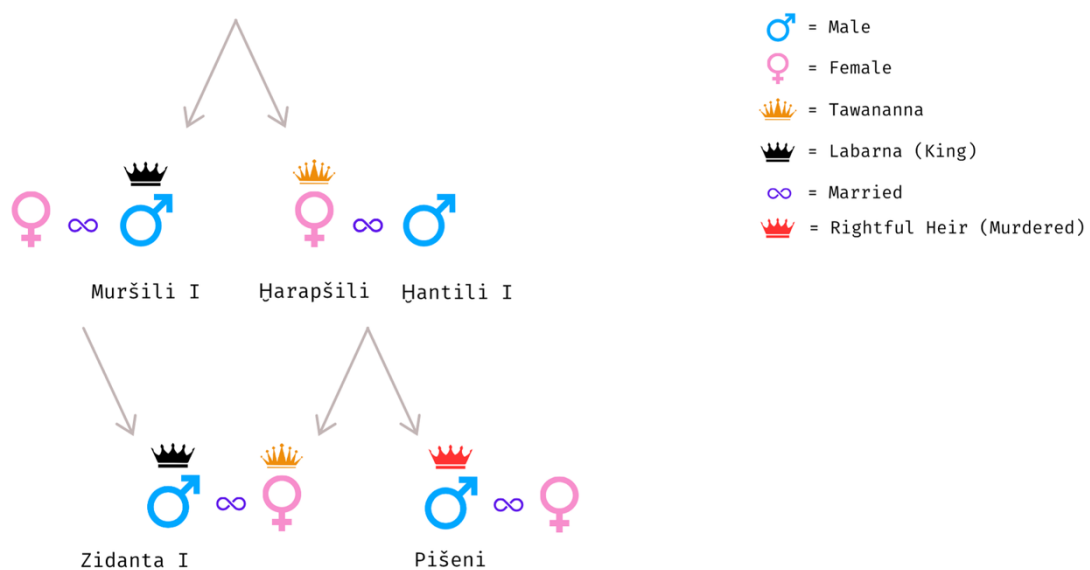 = Male
= Female
= Tawananna
= Labarna (King)
= Married
= Rightful Heir (Murdered)
Muršili I Ḫarapšili Ḫantili I
Zidanta I Pišeni